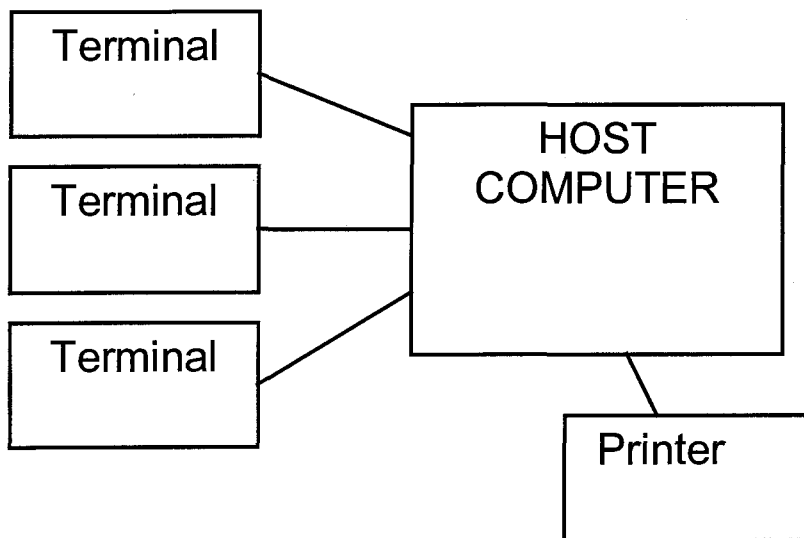 Terminal
Terminal
Terminal
HOST
COMPUTER
Printer